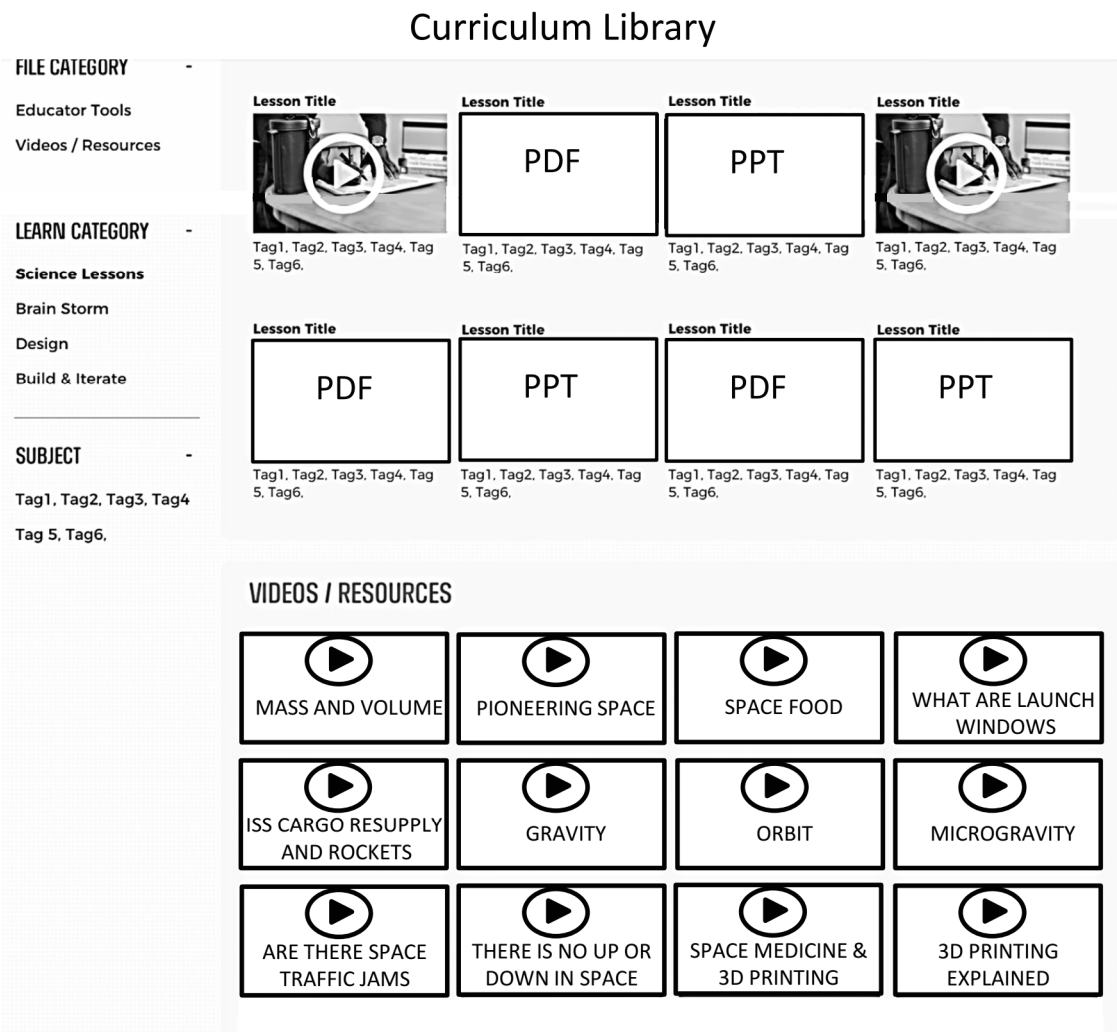 Curriculum Library
FILE CATEGORY -
Educator Tools
Videos / Resources
LEARN CATEGORY -
Science Lessons
Brain Storm
Design
Build & Iterate
SUBJECT -
Tag1, Tag2, Tag3, Tag4
Tag 5, Tag6,
Lesson Title
Tag1, Tag2, Tag3, Tag4, Tag
5, Tag6,
Lesson Title
PDF
Tag1, Tag2, Tag3, Tag4, Tag
5, Tag6,
Lesson Title
PPT
Tag1, Tag2, Tag3, Tag4, Tag
5, Tag6,
Lesson Title
Tag1, Tag2, Tag3, Tag4, Tag
5, Tag6,
Lesson Title
PDF
Tag1, Tag2, Tag3, Tag4, Tag
5, Tag6,
Lesson Title
PPT
Tag1, Tag2, Tag3, Tag4, Tag
5, Tag6,
Lesson Title
PDF
Tag1, Tag2, Tag3, Tag4, Tag
5, Tag6,
Lesson Title
PPT
Tag1, Tag2, Tag3, Tag4, Tag
5, Tag6,
VIDEOS / RESOURCES
MASS AND VOLUME
PIONEERING SPACE
SPACE FOOD
WHAT ARE LAUNCH
WINDOWS
ISS CARGO RESUPPLY
AND ROCKETS
GRAVITY
ORBIT
MICROGRAVITY
ARE THERE SPACE
TRAFFIC JAMS
THERE IS NO UP OR
DOWN IN SPACE
SPACE MEDICINE &
3D PRINTING
3D PRINTING
EXPLAINED